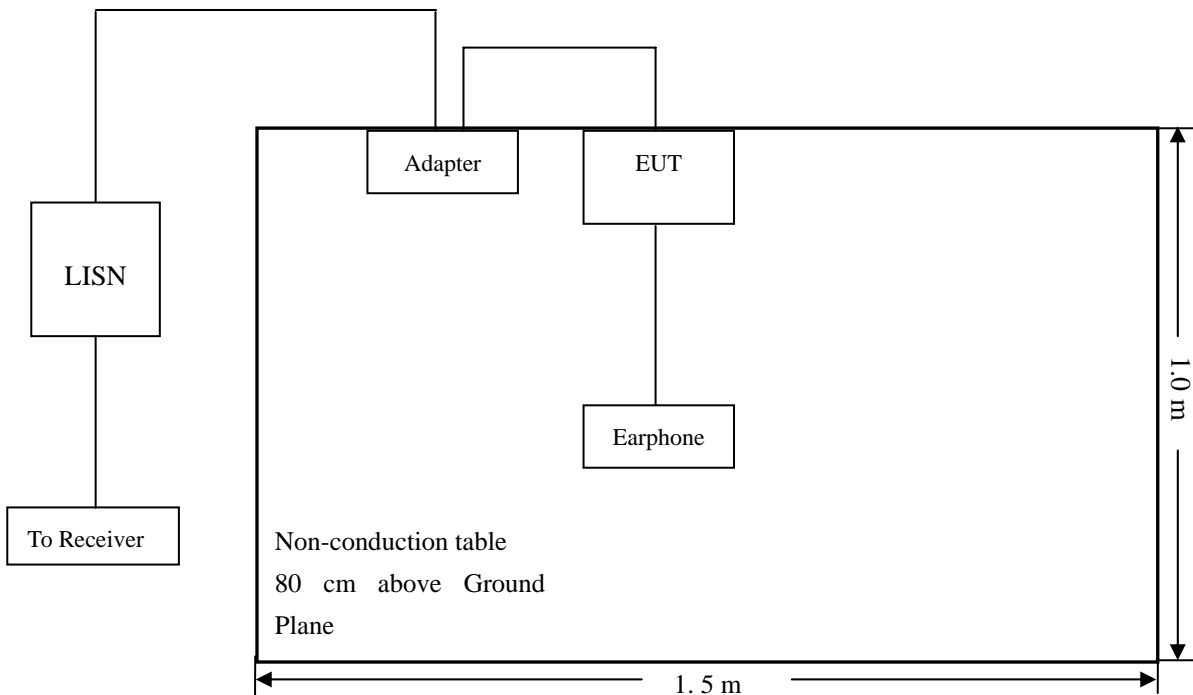 Adapter
EUT
LISN
1.0 m
Earphone
To Receiver
Non-conduction table
80 cm above Ground
Plane
1. 5 m